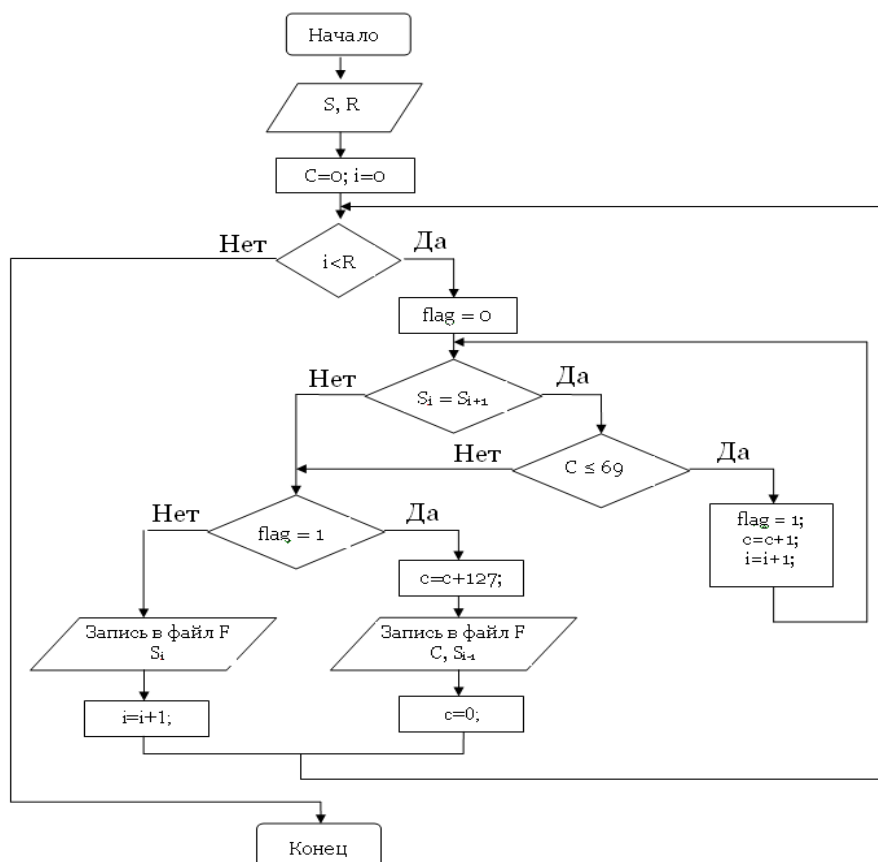 Начало
S, R
C=0; i=0
Нет
Да
i<R
flag = 0
Нет
Да
Si = Si+1
Нет
Да
C ≤ 69
Нет
Да
flag = 1
flag = 1;
c=c+1;
i=i+1;
c=c+127;
Запись в файл F
Si
Запись в файл F
C, Si-1
i=i+1;
c=0;
Конец